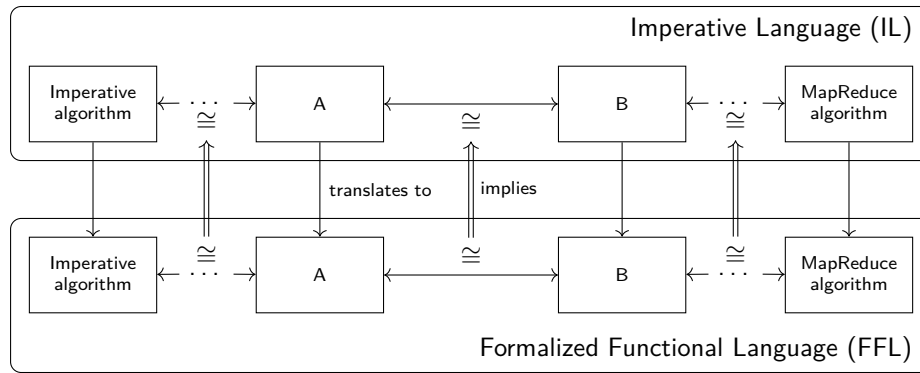 Imperative Language (IL)
Imperative
algorithm
⋯
≅
A
≅
B
⋯
≅
MapReduce
algorithm
translates to
implies
Imperative
algorithm
≅
⋯
A
≅
B
≅
⋯
MapReduce
algorithm
Formalized Functional Language (FFL)